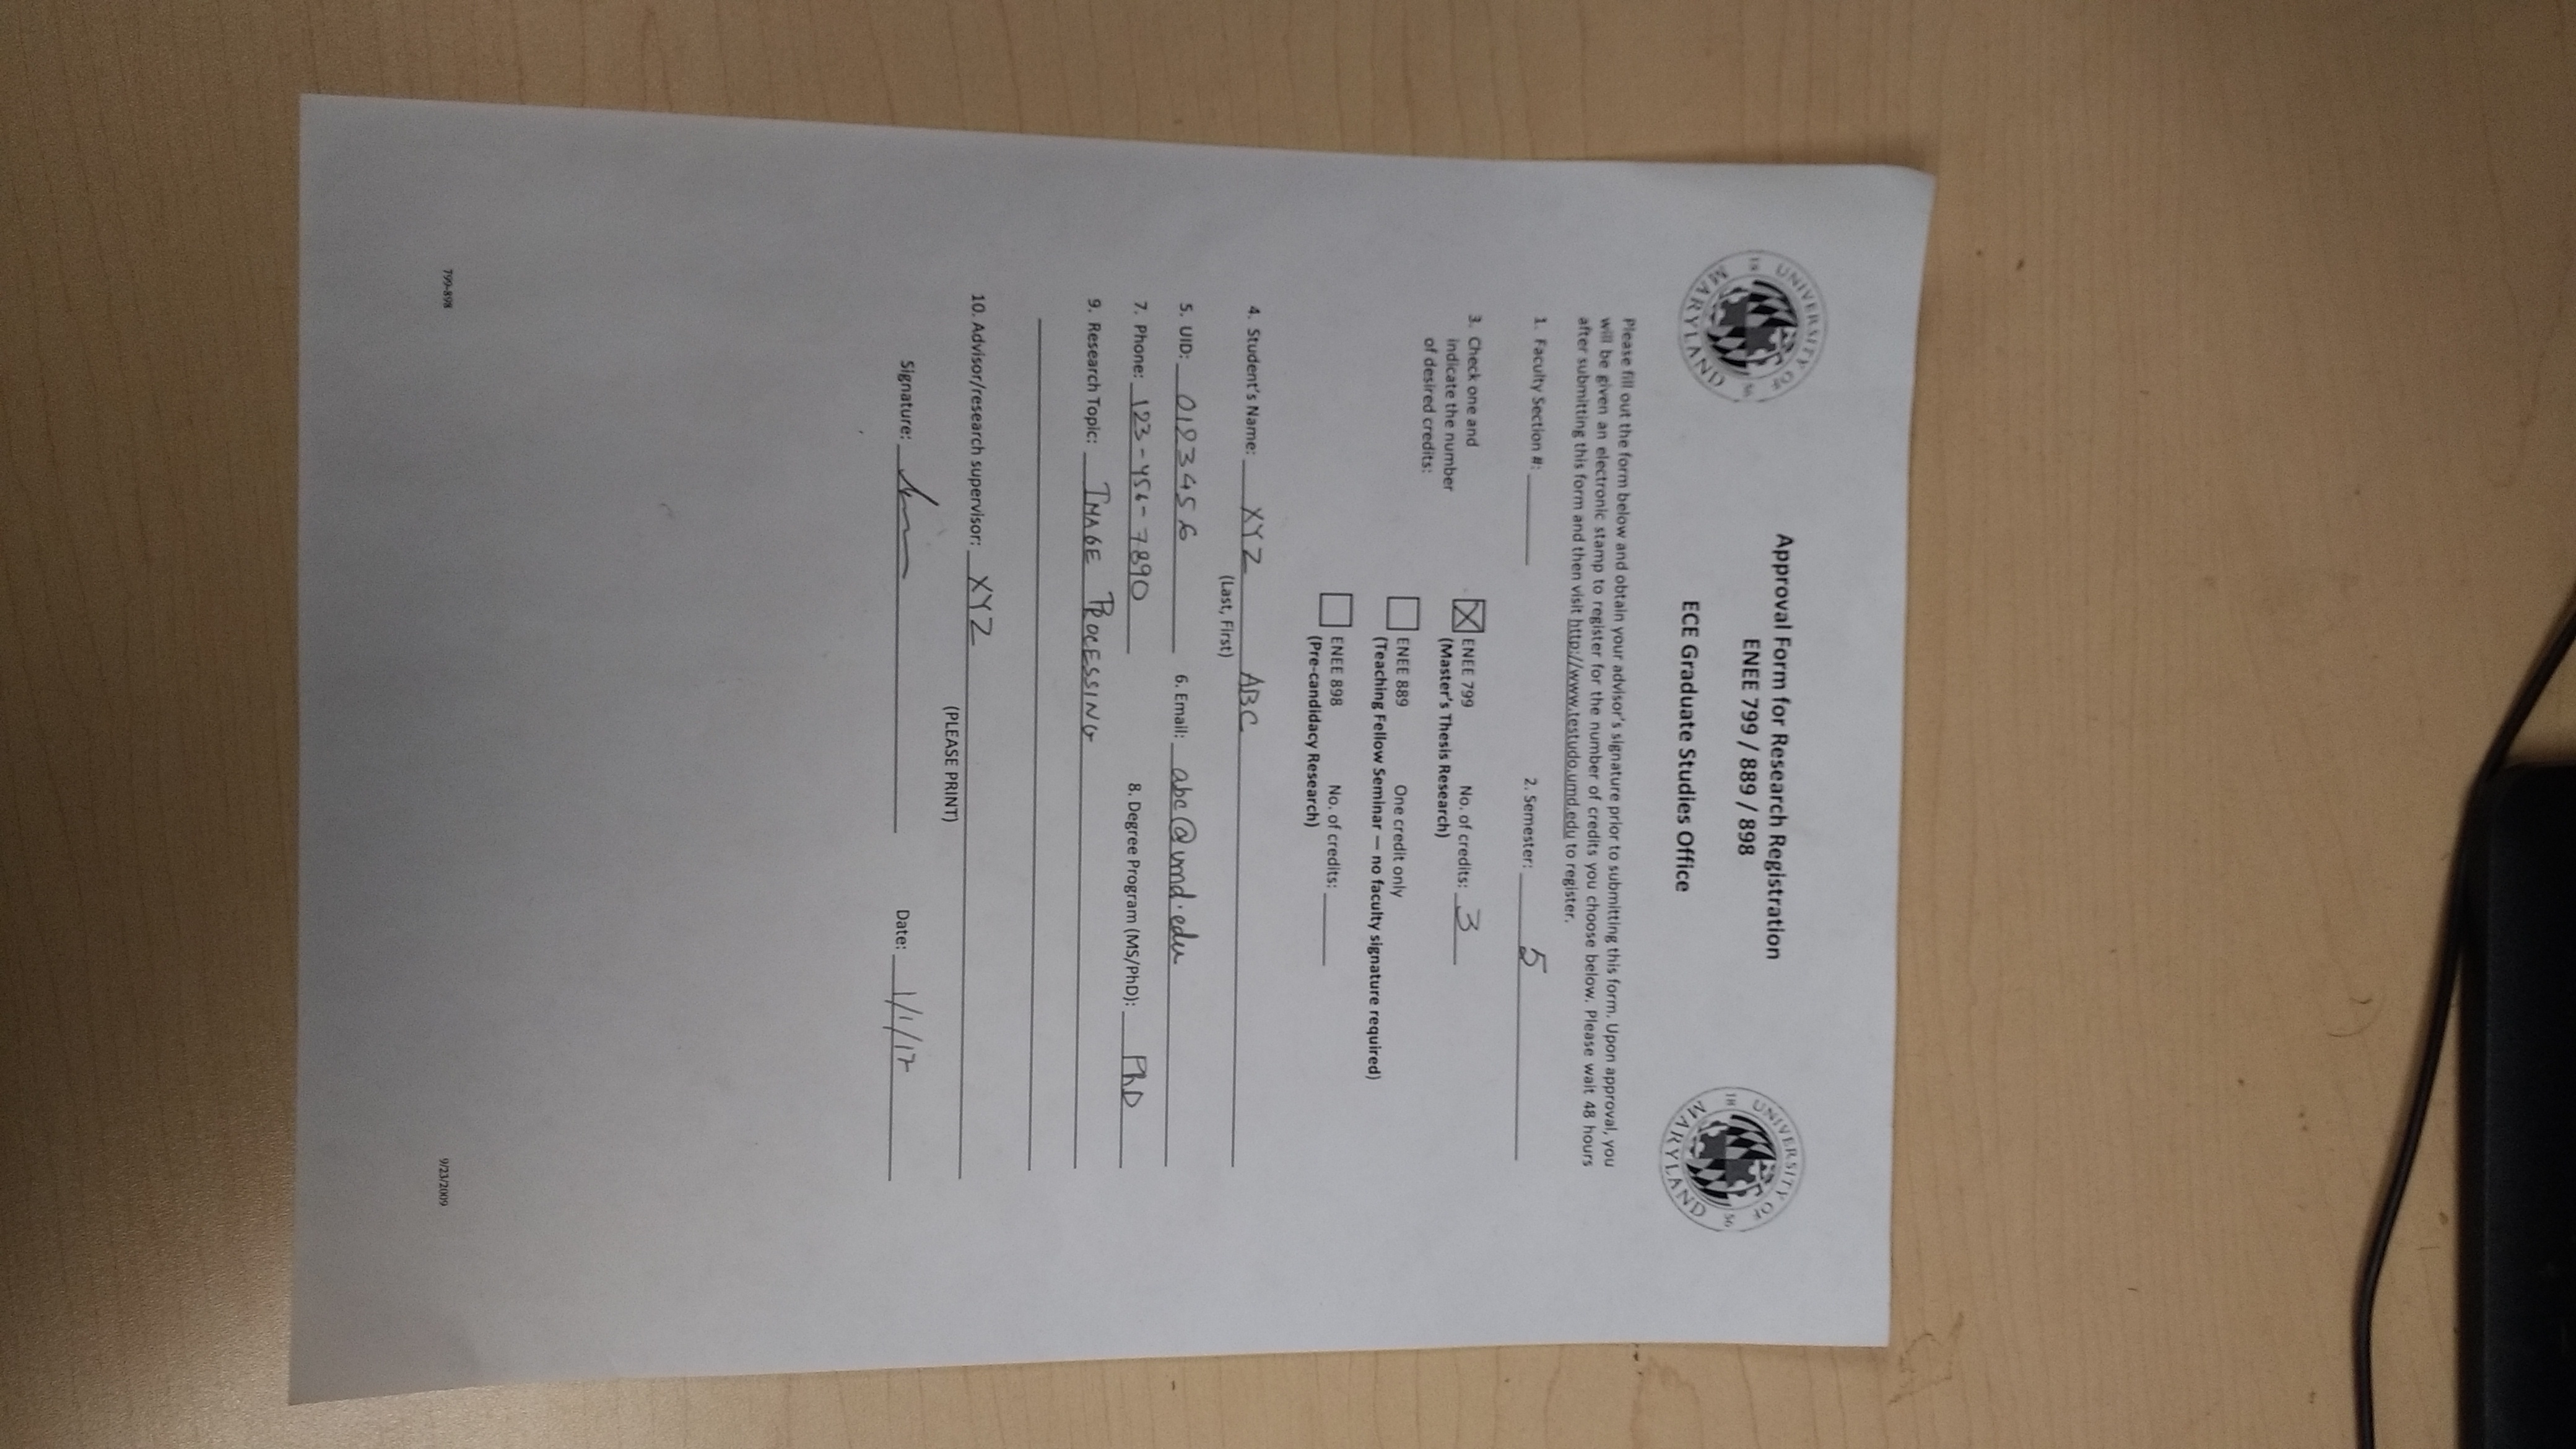 UNIVERSITY OF MARYLAND 18 56
Approval Form for Research Registration
ENEE 799 / 889 / 898
ECE Graduate Studies Office
UNIVERSITY OF MARYLAND 18 56
Please fill out the form below and obtain your advisor's signature prior to submitting this form. Upon approval, you
will be given an electronic stamp to register for the number of credits you choose below. Please wait 48 hours
after submitting this form and then visit http://www.testudo.umd.edu to register.
1. Faculty Section #: 2. Semester: 5
3. Check one and
indicate the number
of desired credits:
ENEE 799 No. of credits: 3
(Master's Thesis Research)
ENEE 889 One credit only
(Teaching Fellow Seminar — no faculty signature required)
ENEE 898 No. of credits:
(Pre-candidacy Research)
4. Student's Name: XYZ ABC
(Last, First)
5. UID: 0123456 6. Email: abc@umd.edu
7. Phone: 123-456-7890 8. Degree Program (MS/PhD): PhD
9. Research Topic: IMAGE PROCESSING
10. Advisor/research supervisor: XYZ
(PLEASE PRINT)
Signature: Date: 1/1/17
799-898 9/23/2009